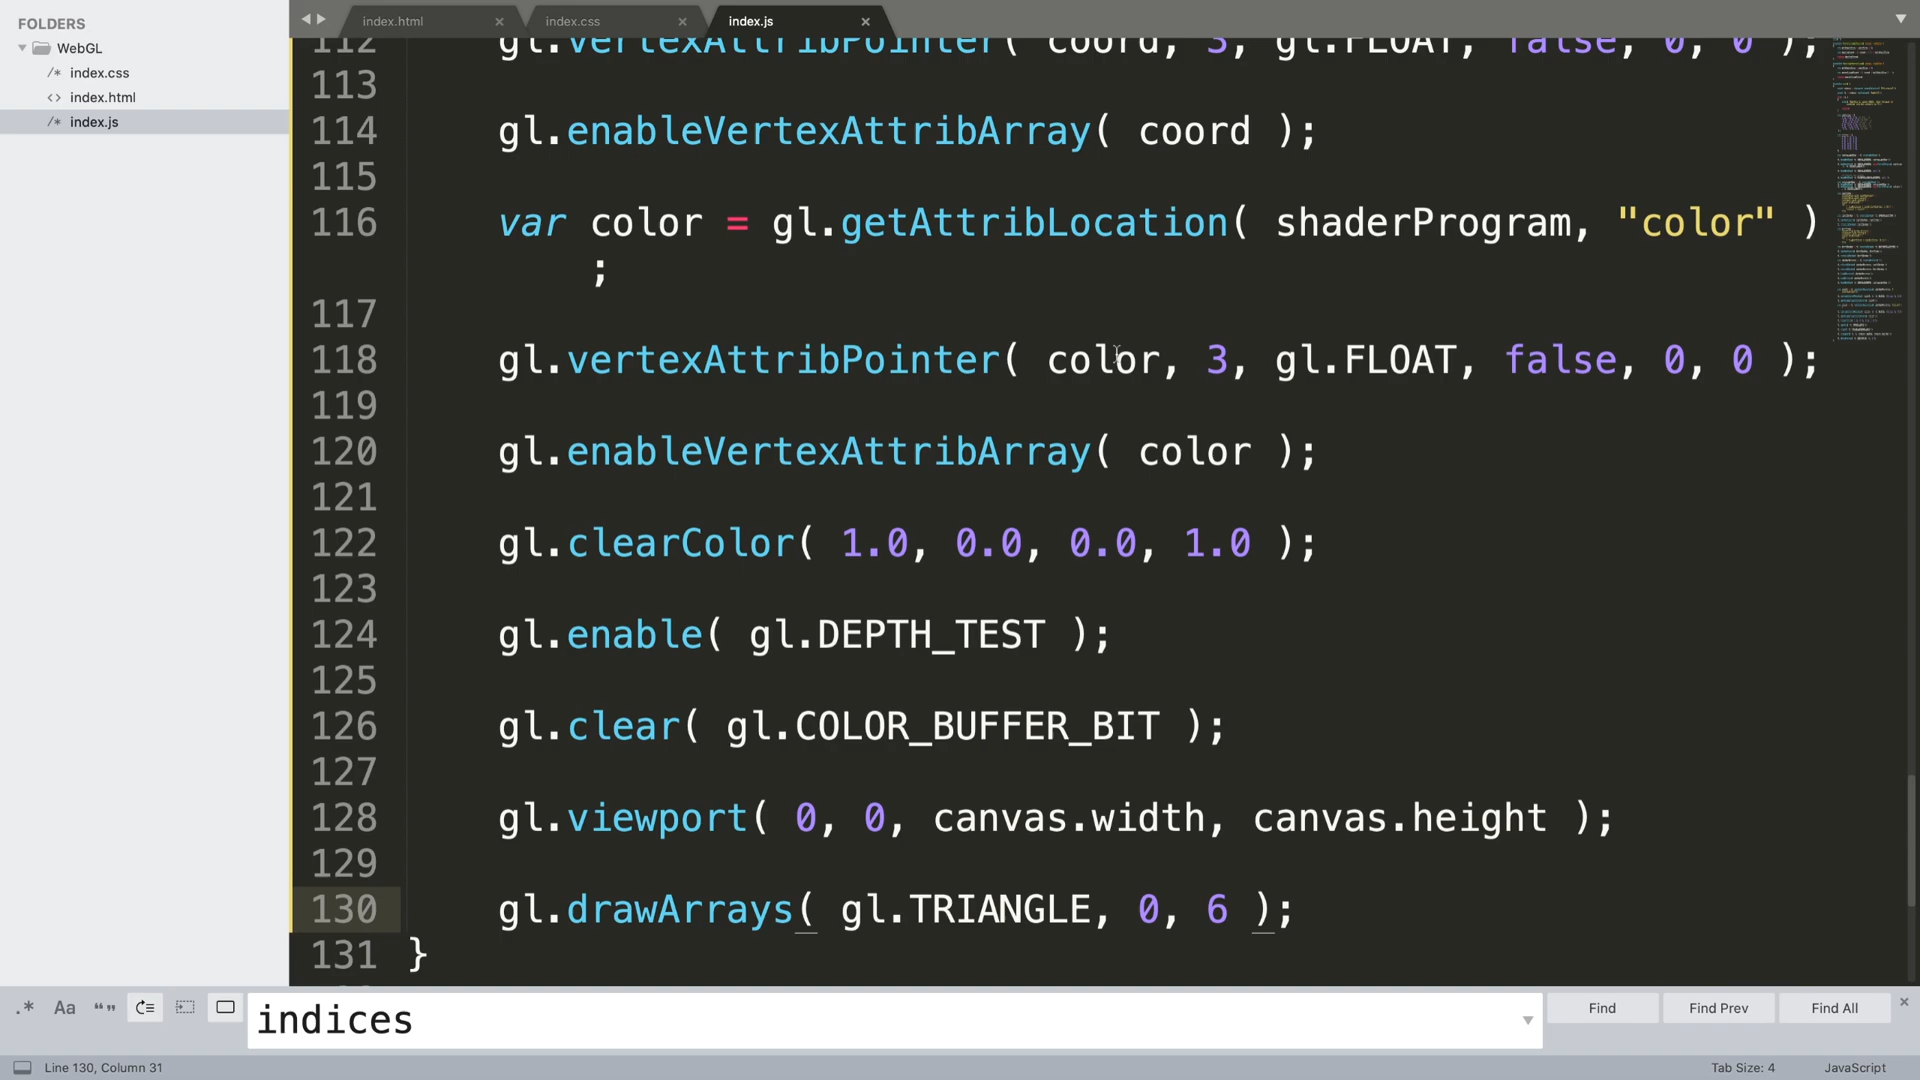 FOLDERS
WebGL
/* index.css
<> index.html
/* index.js
index.html ×
index.css ×
index.js ×
112 gl.vertexAttribPointer( coord, 3, gl.FLOAT, false, 0, 0 );
113
114 gl.enableVertexAttribArray( coord );
115
116 var color = gl.getAttribLocation( shaderProgram, "color" )
;
117
118 gl.vertexAttribPointer( color, 3, gl.FLOAT, false, 0, 0 );
119
120 gl.enableVertexAttribArray( color );
121
122 gl.clearColor( 1.0, 0.0, 0.0, 1.0 );
123
124 gl.enable( gl.DEPTH_TEST );
125
126 gl.clear( gl.COLOR_BUFFER_BIT );
127
128 gl.viewport( 0, 0, canvas.width, canvas.height );
129
130 gl.drawArrays( gl.TRIANGLE, 0, 6 );
131 }
.* Aa “” indices Find Find Prev Find All ×
Line 130, Column 31 Tab Size: 4 JavaScript